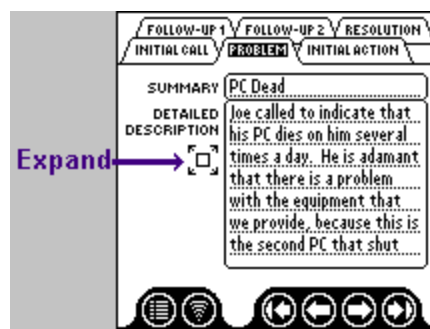 FOLLOW-UP 1 FOLLOW-UP 2 RESOLUTION
INITIAL CALL PROBLEM INITIAL ACTION
SUMMARY PC Dead
DETAILED DESCRIPTION
Joe called to indicate that
his PC dies on him several
times a day. He is adamant
that there is a problem
with the equipment that
we provide, because this is
the second PC that shut
Expand